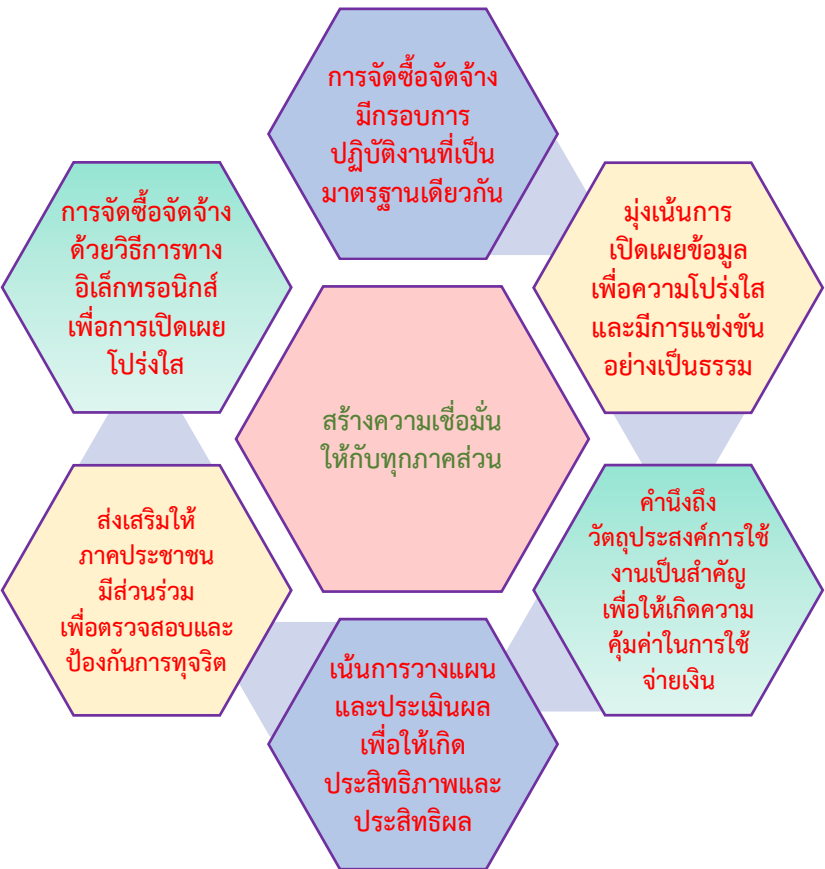 การจัดซื้อจัดจ้าง
มีกรอบการ
ปฏิบัติงานที่เป็น
มาตรฐานเดียวกัน
มุ่งเน้นการ
เปิดเผยข้อมูล
เพื่อความโปร่งใส
และมีการแข่งขัน
อย่างเป็นธรรม
คำนึงถึง
วัตถุประสงค์การใช้
งานเป็นสำคัญ
เพื่อให้เกิดความ
คุ้มค่าในการใช้
จ่ายเงิน
เน้นการวางแผน
และประเมินผล
เพื่อให้เกิด
ประสิทธิภาพและ
ประสิทธิผล
ส่งเสริมให้
ภาคประชาชน
มีส่วนร่วม
เพื่อตรวจสอบและ
ป้องกันการทุจริต
การจัดซื้อจัดจ้าง
ด้วยวิธีการทาง
อิเล็กทรอนิกส์
เพื่อการเปิดเผย
โปร่งใส
สร้างความเชื่อมั่น
ให้กับทุกภาคส่วน